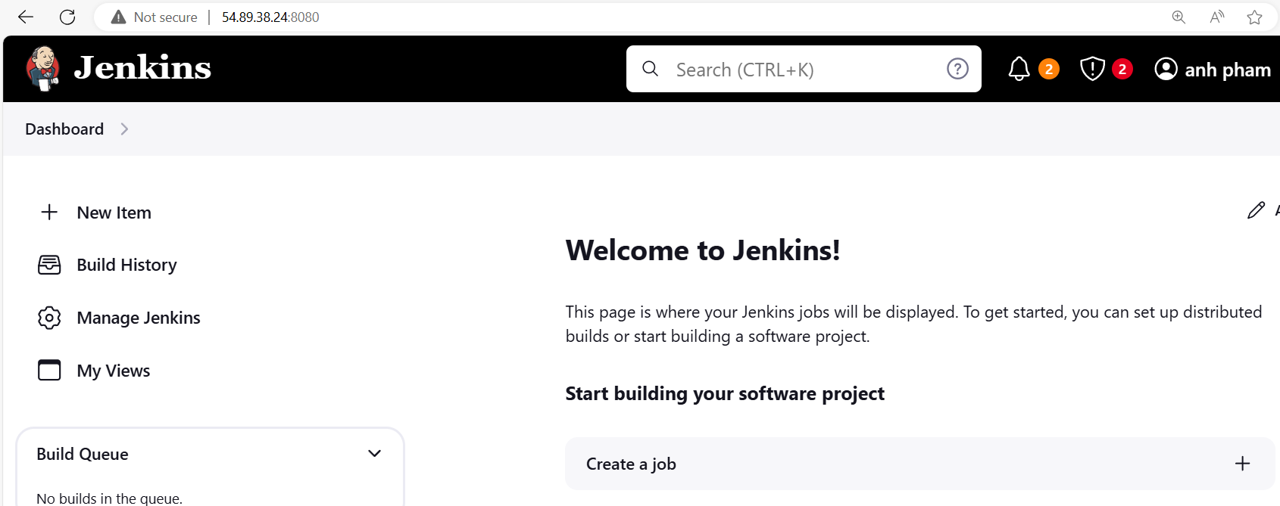 Not secure | 54.89.38.24:8080
Jenkins
Search (CTRL+K)
2
2
anh pham
Dashboard
New Item
Build History
Manage Jenkins
My Views
Welcome to Jenkins!
This page is where your Jenkins jobs will be displayed. To get started, you can set up distributed
builds or start building a software project.
Start building your software project
Create a job
Build Queue
No builds in the queue.